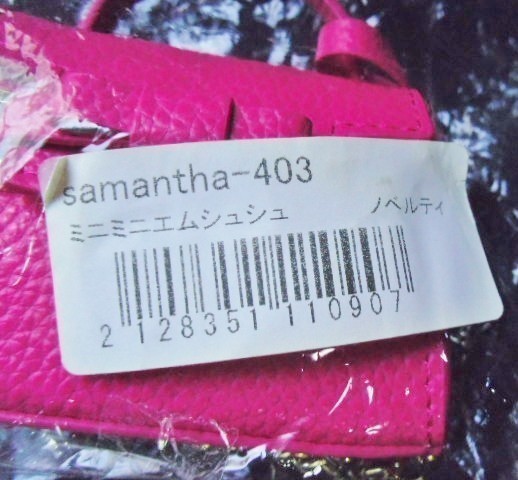 samantha-403
ミニミニエムシュシュ ノベルティ
2 128351 110907